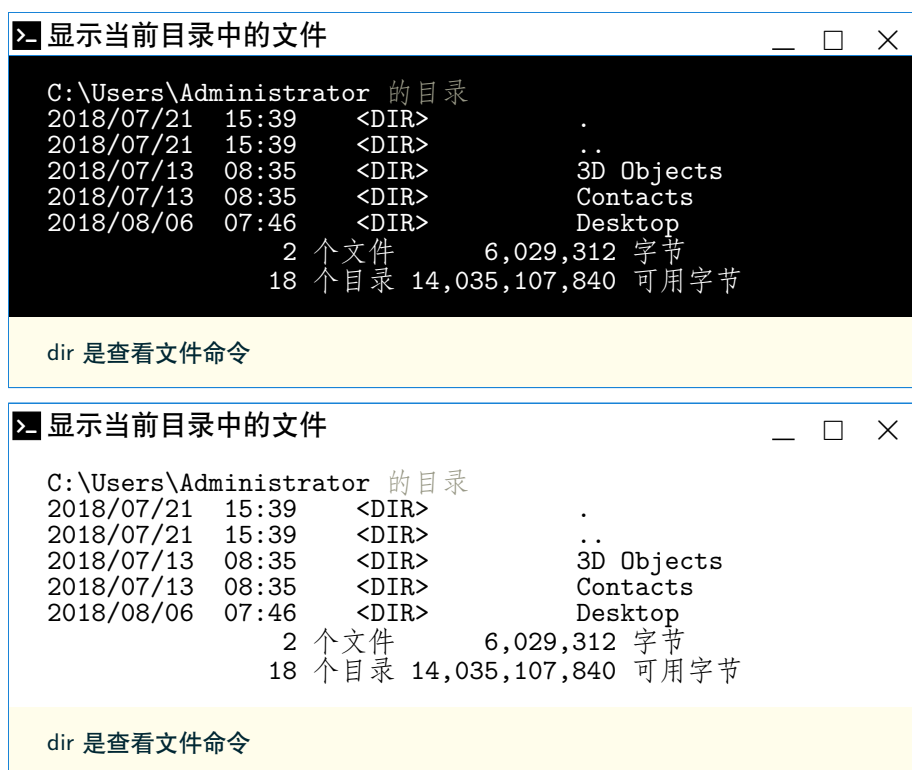 显示当前目录中的文件
C:\Users\Administrator 的目录
2018/07/21  15:39    <DIR>          .
2018/07/21  15:39    <DIR>          ..
2018/07/13  08:35    <DIR>          3D Objects
2018/07/13  08:35    <DIR>          Contacts
2018/08/06  07:46    <DIR>          Desktop
2 个文件      6,029,312 字节
18 个目录 14,035,107,840 可用字节
dir 是查看文件命令
显示当前目录中的文件
C:\Users\Administrator 的目录
2018/07/21  15:39    <DIR>          .
2018/07/21  15:39    <DIR>          ..
2018/07/13  08:35    <DIR>          3D Objects
2018/07/13  08:35    <DIR>          Contacts
2018/08/06  07:46    <DIR>          Desktop
2 个文件      6,029,312 字节
18 个目录 14,035,107,840 可用字节
dir 是查看文件命令